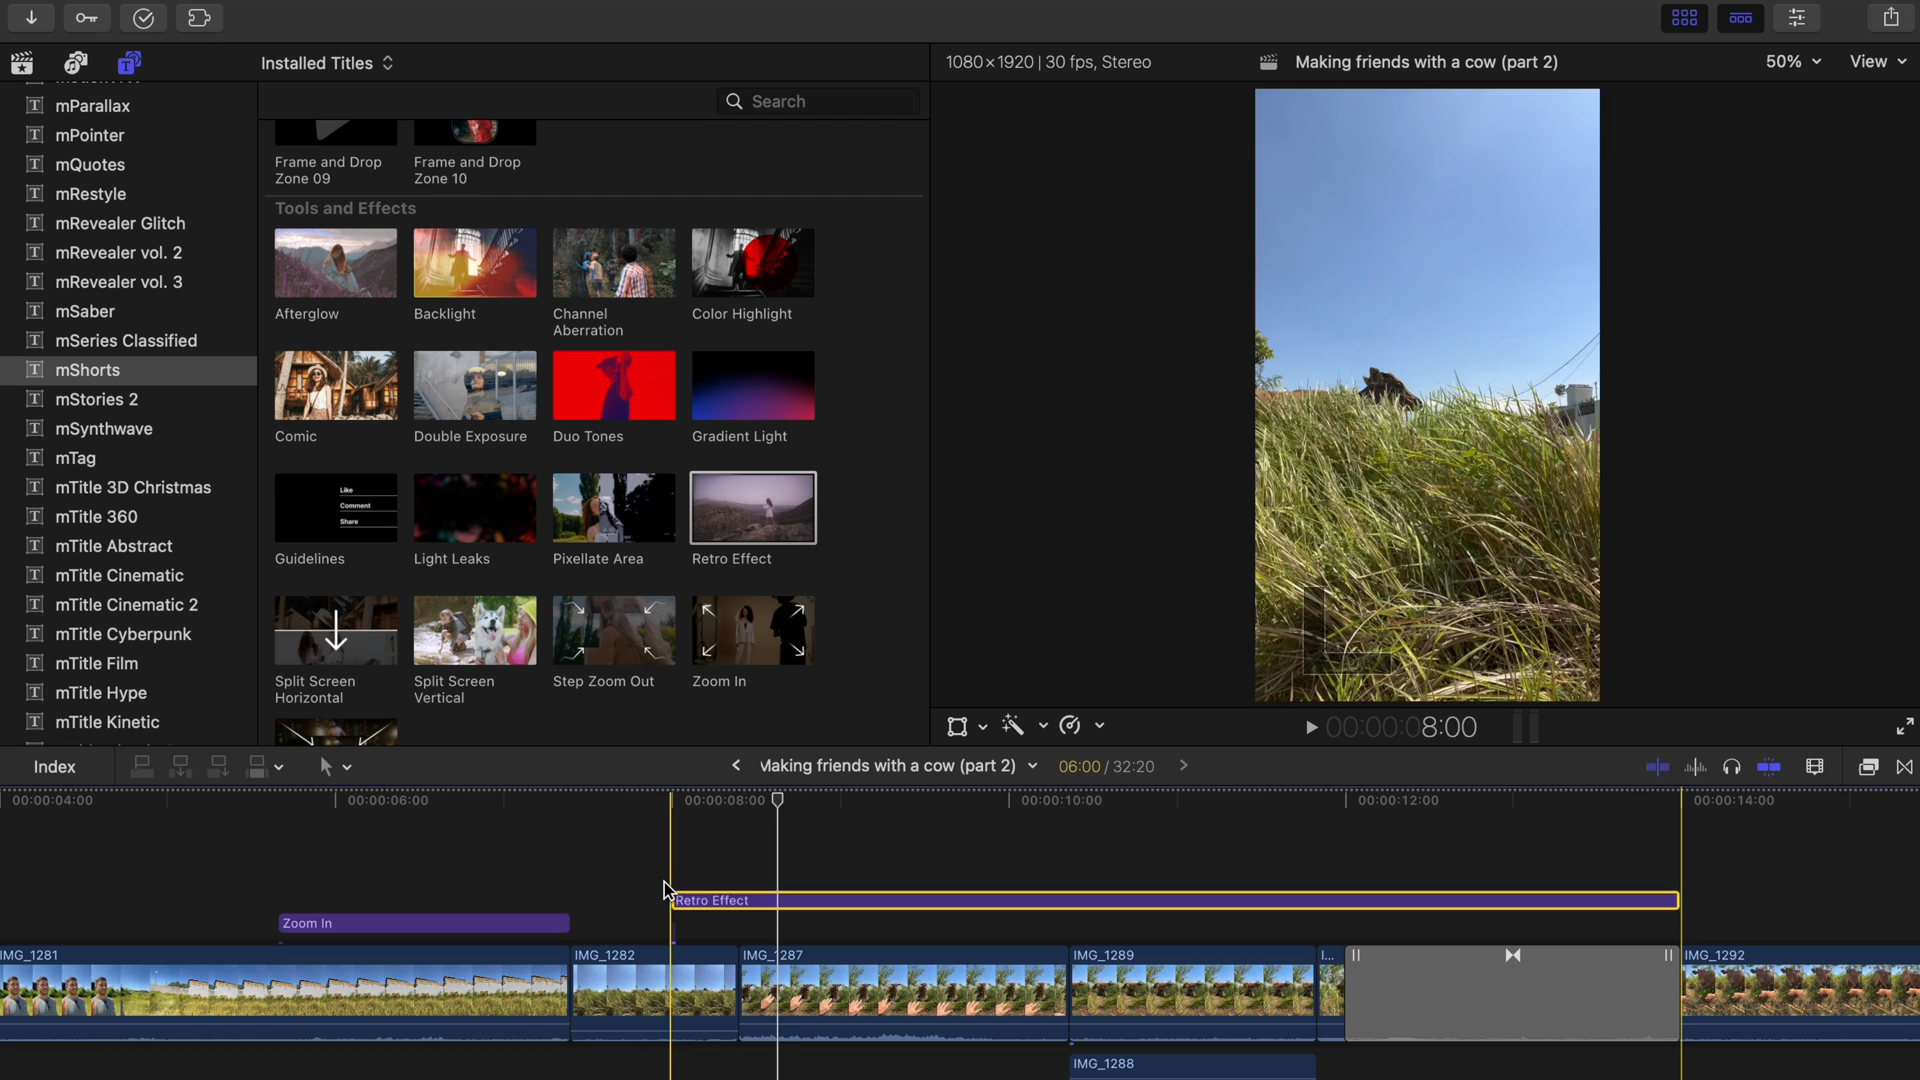 Installed Titles
1080×1920 | 30 fps, Stereo
Making friends with a cow (part 2)
50%
View
mParallax
mPointer
mQuotes
mRestyle
mRevealer Glitch
mRevealer vol. 2
mRevealer vol. 3
mSaber
mSeries Classified
mShorts
mStories 2
mSynthwave
mTag
mTitle 3D Christmas
mTitle 360
mTitle Abstract
mTitle Cinematic
mTitle Cinematic 2
mTitle Cyberpunk
mTitle Film
mTitle Hype
mTitle Kinetic
Search
Frame and Drop
Zone 09
Frame and Drop
Zone 10
Tools and Effects
Afterglow
Backlight
Channel
Aberration
Color Highlight
Comic
Double Exposure
Duo Tones
Gradient Light
Like
Comment
Share
Guidelines
Light Leaks
Pixellate Area
Retro Effect
Split Screen
Horizontal
Split Screen
Vertical
Step Zoom Out
Zoom In
00:00:08:00
Index
Making friends with a cow (part 2)
06:00 / 32:20
00:00:04:00
00:00:06:00
00:00:08:00
00:00:10:00
00:00:12:00
00:00:14:00
Retro Effect
Zoom In
IMG_1281
IMG_1282
IMG_1287
IMG_1289
I...
IMG_1292
IMG_1288